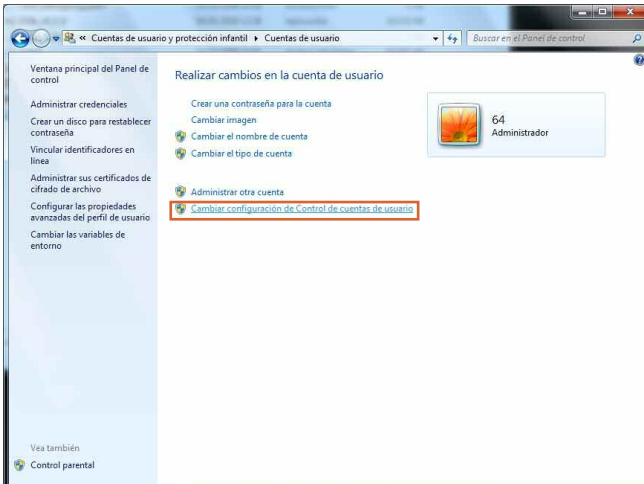 « Cuentas de usuario y protección infantil ▸ Cuentas de usuario
Buscar en el Panel de control
Ventana principal del Panel de
control
Administrar credenciales
Crear un disco para restablecer
contraseña
Vincular identificadores en
línea
Administrar sus certificados de
cifrado de archivo
Configurar las propiedades
avanzadas del perfil de usuario
Cambiar las variables de
entorno
Vea también
Control parental
Realizar cambios en la cuenta de usuario
Crear una contraseña para la cuenta
Cambiar imagen
Cambiar el nombre de cuenta
Cambiar el tipo de cuenta
Administrar otra cuenta
Cambiar configuración de Control de cuentas de usuario
64
Administrador